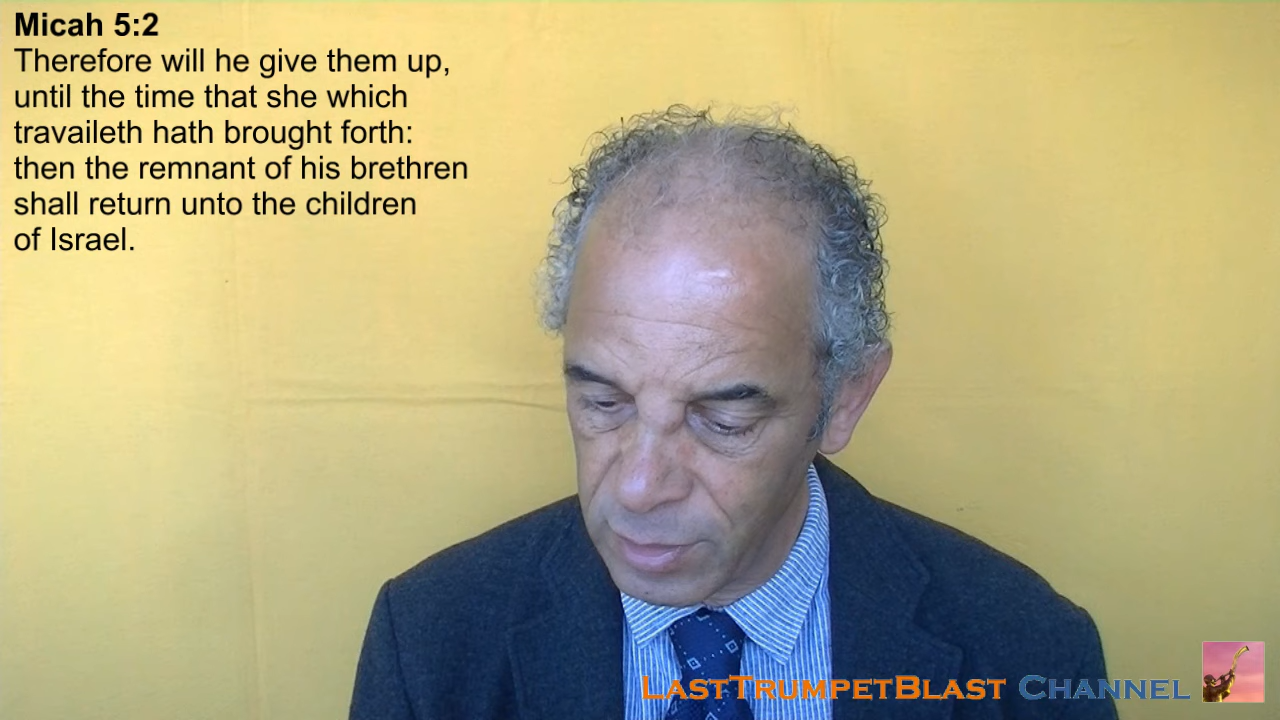 Micah 5:2
Therefore will he give them up,
until the time that she which
travaileth hath brought forth:
then the remnant of his brethren
shall return unto the children
of Israel.
LastTrumpetBlast Channel